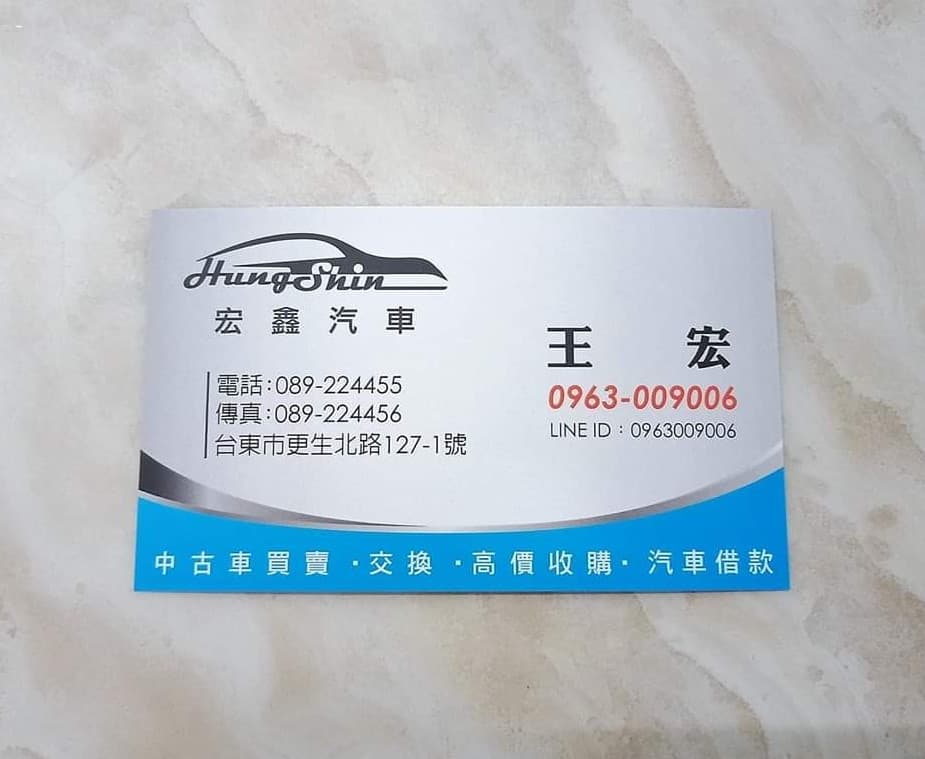 HungShin
宏鑫汽車
電話:089-224455
傳真:089-224456
台東市更生北路127-1號
王 宏
0963-009006
LINE ID：0963009006
中古車買賣·交換·高價收購·汽車借款